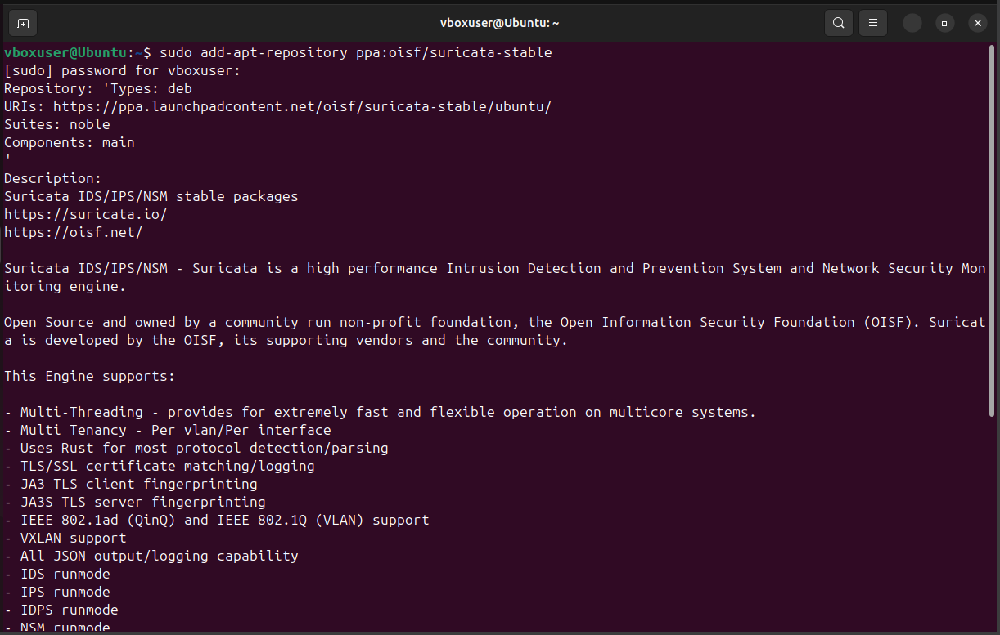 vboxuser@Ubuntu: ~
vboxuser@Ubuntu:~$ sudo add-apt-repository ppa:oisf/suricata-stable
[sudo] password for vboxuser:
Repository: 'Types: deb
URIs: https://ppa.launchpadcontent.net/oisf/suricata-stable/ubuntu/
Suites: noble
Components: main
'
Description:
Suricata IDS/IPS/NSM stable packages
https://suricata.io/
https://oisf.net/

Suricata IDS/IPS/NSM - Suricata is a high performance Intrusion Detection and Prevention System and Network Security Mon
itoring engine.

Open Source and owned by a community run non-profit foundation, the Open Information Security Foundation (OISF). Suricat
a is developed by the OISF, its supporting vendors and the community.

This Engine supports:

- Multi-Threading - provides for extremely fast and flexible operation on multicore systems.
- Multi Tenancy - Per vlan/Per interface
- Uses Rust for most protocol detection/parsing
- TLS/SSL certificate matching/logging
- JA3 TLS client fingerprinting
- JA3S TLS server fingerprinting
- IEEE 802.1ad (QinQ) and IEEE 802.1Q (VLAN) support
- VXLAN support
- All JSON output/logging capability
- IDS runmode
- IPS runmode
- IDPS runmode
- NSM runmode